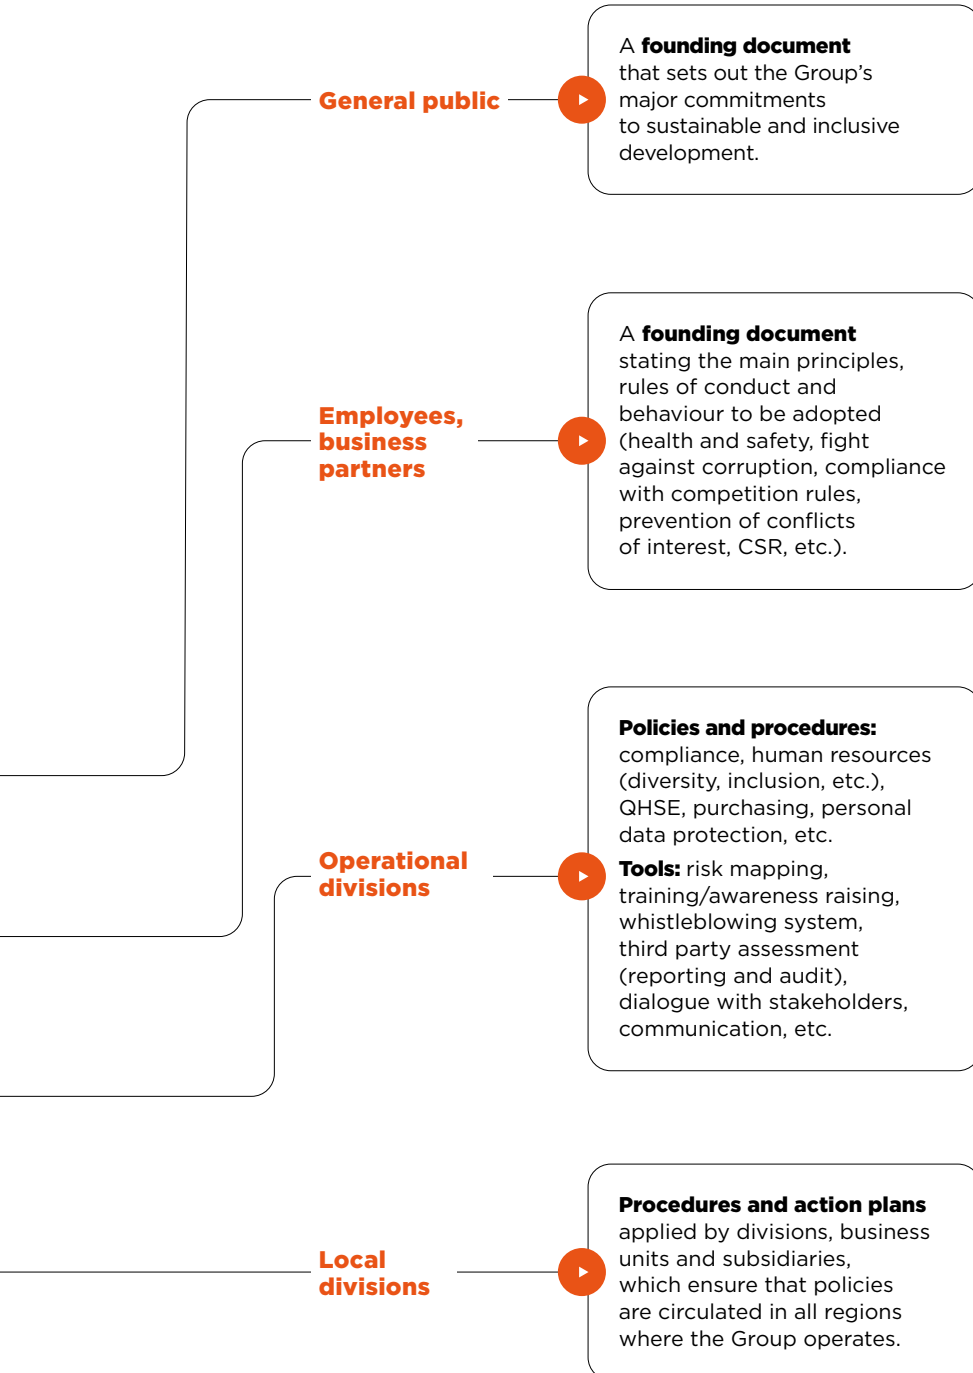 General public
A founding document
that sets out the Group's
major commitments
to sustainable and inclusive
development.
Employees,
business
partners
A founding document
stating the main principles,
rules of conduct and
behaviour to be adopted
(health and safety, fight
against corruption, compliance
with competition rules,
prevention of conflicts
of interest, CSR, etc.).
Operational
divisions
Policies and procedures:
compliance, human resources
(diversity, inclusion, etc.),
QHSE, purchasing, personal
data protection, etc.
Tools: risk mapping,
training/awareness raising,
whistleblowing system,
third party assessment
(reporting and audit),
dialogue with stakeholders,
communication, etc.
Local
divisions
Procedures and action plans
applied by divisions, business
units and subsidiaries,
which ensure that policies
are circulated in all regions
where the Group operates.